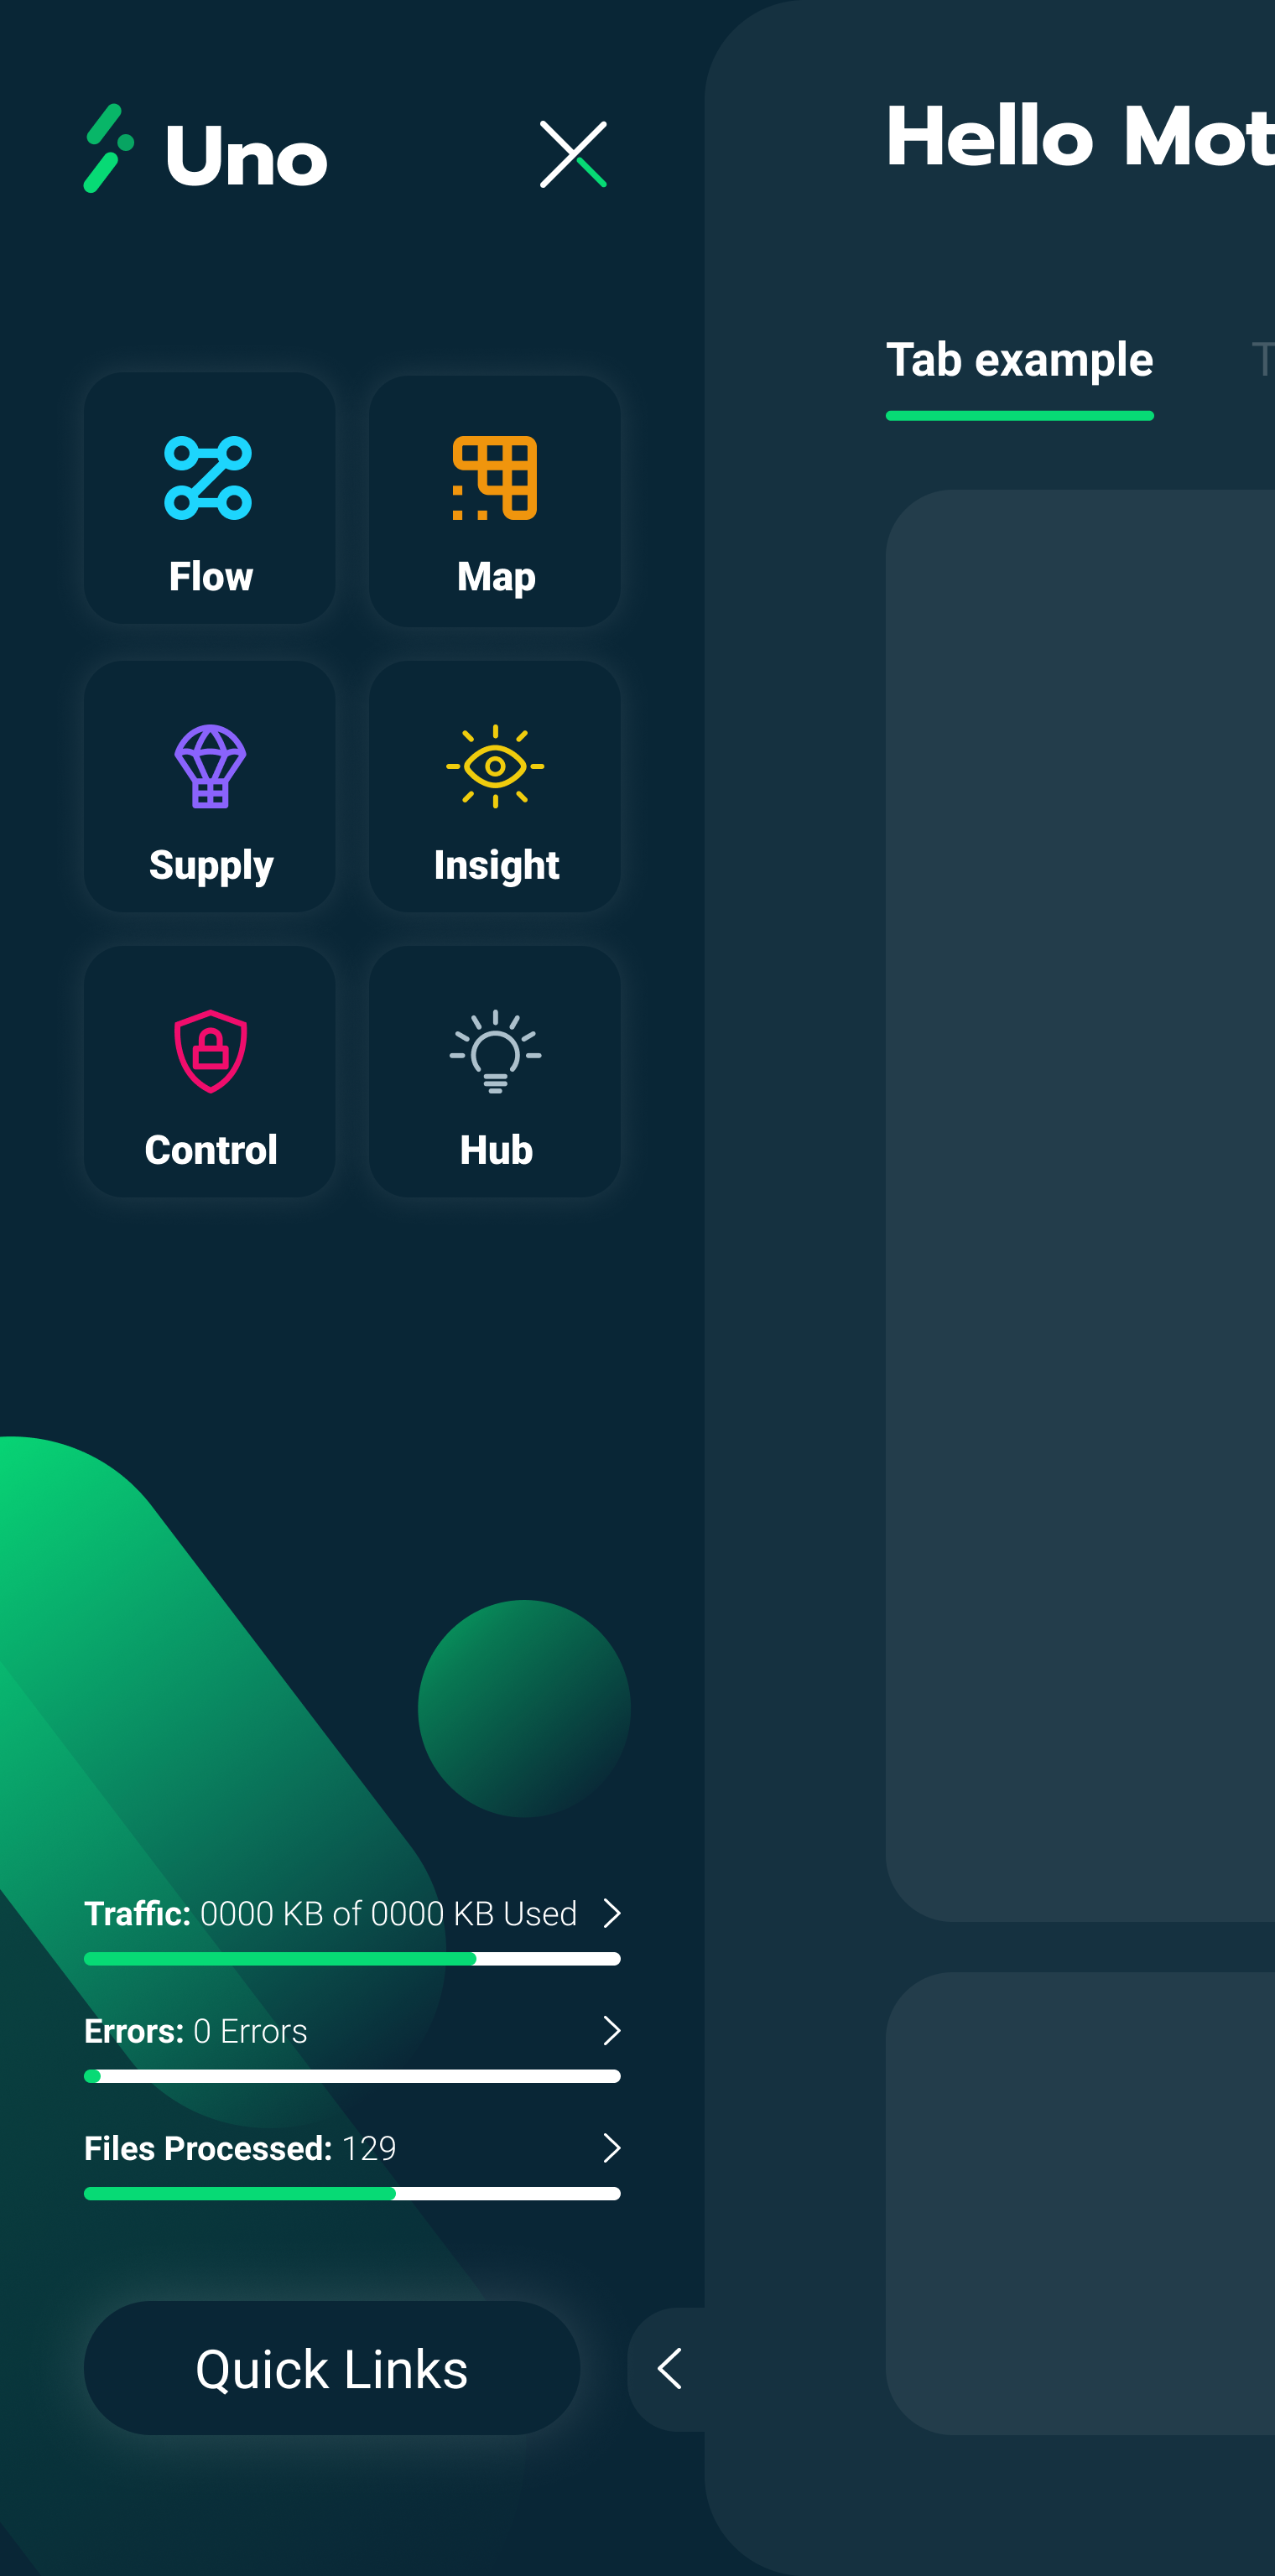 Uno
Hello Mot
Tab example
Flow
Map
Supply
Insight
Control
Hub
Traffic: 0000 KB of 0000 KB Used
Errors: 0 Errors
Files Processed: 129
Quick Links